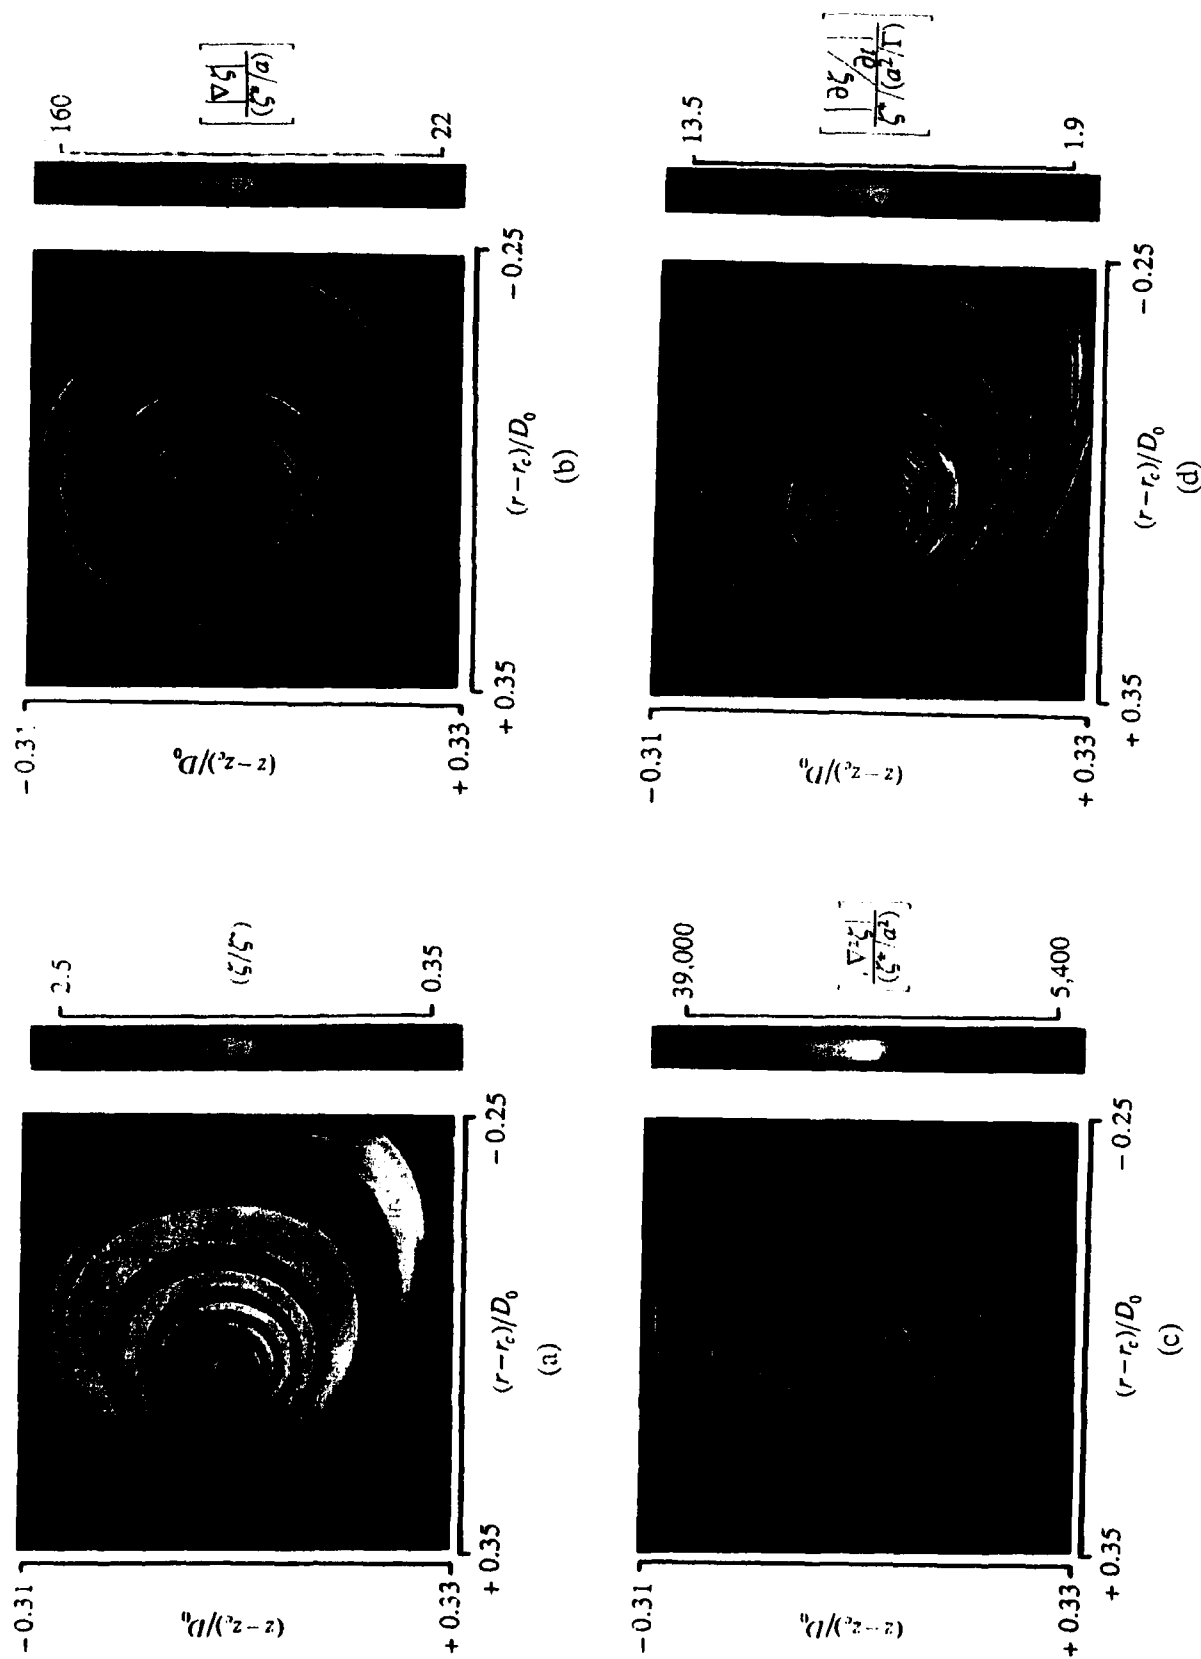 −0.31
(z−z_c)/D_0
+0.33
+0.35
(r−r_c)/D_0
−0.25
(a)
2.5
(ζ/ζ*)
0.35
−0.31
(z−z_c)/D_0
+0.33
+0.35
(r−r_c)/D_0
−0.25
(b)
160
[|∇ζ|/(ζ*/a)]
22
−0.31
(z−z_c)/D_0
+0.33
+0.35
(r−r_c)/D_0
−0.25
(c)
39,000
[|∇²ζ|/(ζ*/a²)]
5,400
−0.31
(z−z_c)/D_0
+0.33
+0.35
(r−r_c)/D_0
−0.25
(d)
13.5
[|∂ζ/∂t|/ζ*/(a²/Γ)]
1.9